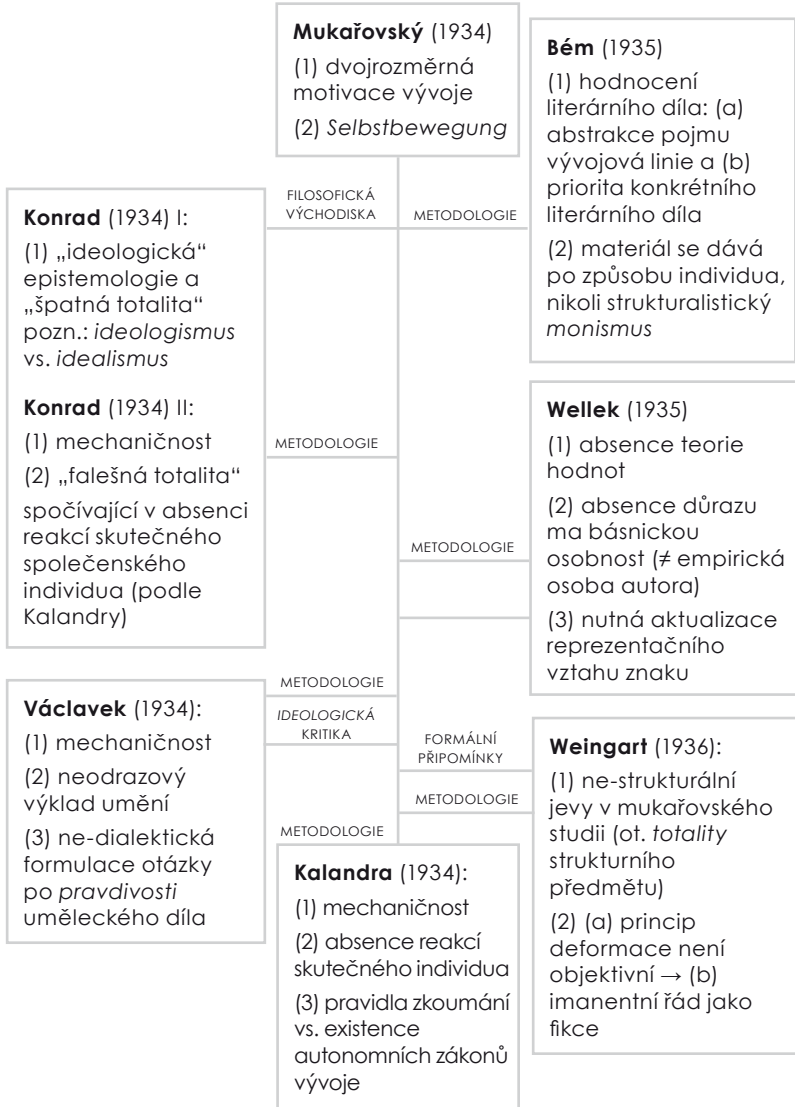 Mukařovský (1934)
(1) dvojrozměrná
motivace vývoje
(2) Selbstbewegung
Bém (1935)
(1) hodnocení
literárního díla: (a)
abstrakce pojmu
vývojová linie a (b)
priorita konkrétního
literárního díla
(2) materiál se dává
po způsobu individua,
nikoli strukturalistický
monismus
FILOSOFICKÁ
VÝCHODISKA
METODOLOGIE
Konrad (1934) I:
(1) „ideologická“
epistemologie a
„špatná totalita“
pozn.: ideologismus
vs. idealismus
Konrad (1934) II:
(1) mechaničnost
(2) „falešná totalita“
spočívající v absenci
reakcí skutečného
společenského
individua (podle
Kalandry)
METODOLOGIE
Wellek (1935)
(1) absence teorie
hodnot
(2) absence důrazu
ma básnickou
osobnost (≠ empirická
osoba autora)
(3) nutná aktualizace
reprezentačního
vztahu znaku
METODOLOGIE
METODOLOGIE
IDEOLOGICKÁ
KRITIKA
Václavek (1934):
(1) mechaničnost
(2) neodrazový
výklad umění
(3) ne-dialektická
formulace otázky
po pravdivosti
uměleckého díla
FORMÁLNÍ
PŘIPOMÍNKY
METODOLOGIE
Weingart (1936):
(1) ne-strukturální
jevy v mukařovského
studii (ot. totality
strukturního
předmětu)
(2) (a) princip
deformace není
objektivní → (b)
imanentní řád jako
fikce
METODOLOGIE
Kalandra (1934):
(1) mechaničnost
(2) absence reakcí
skutečného individua
(3) pravidla zkoumání
vs. existence
autonomních zákonů
vývoje